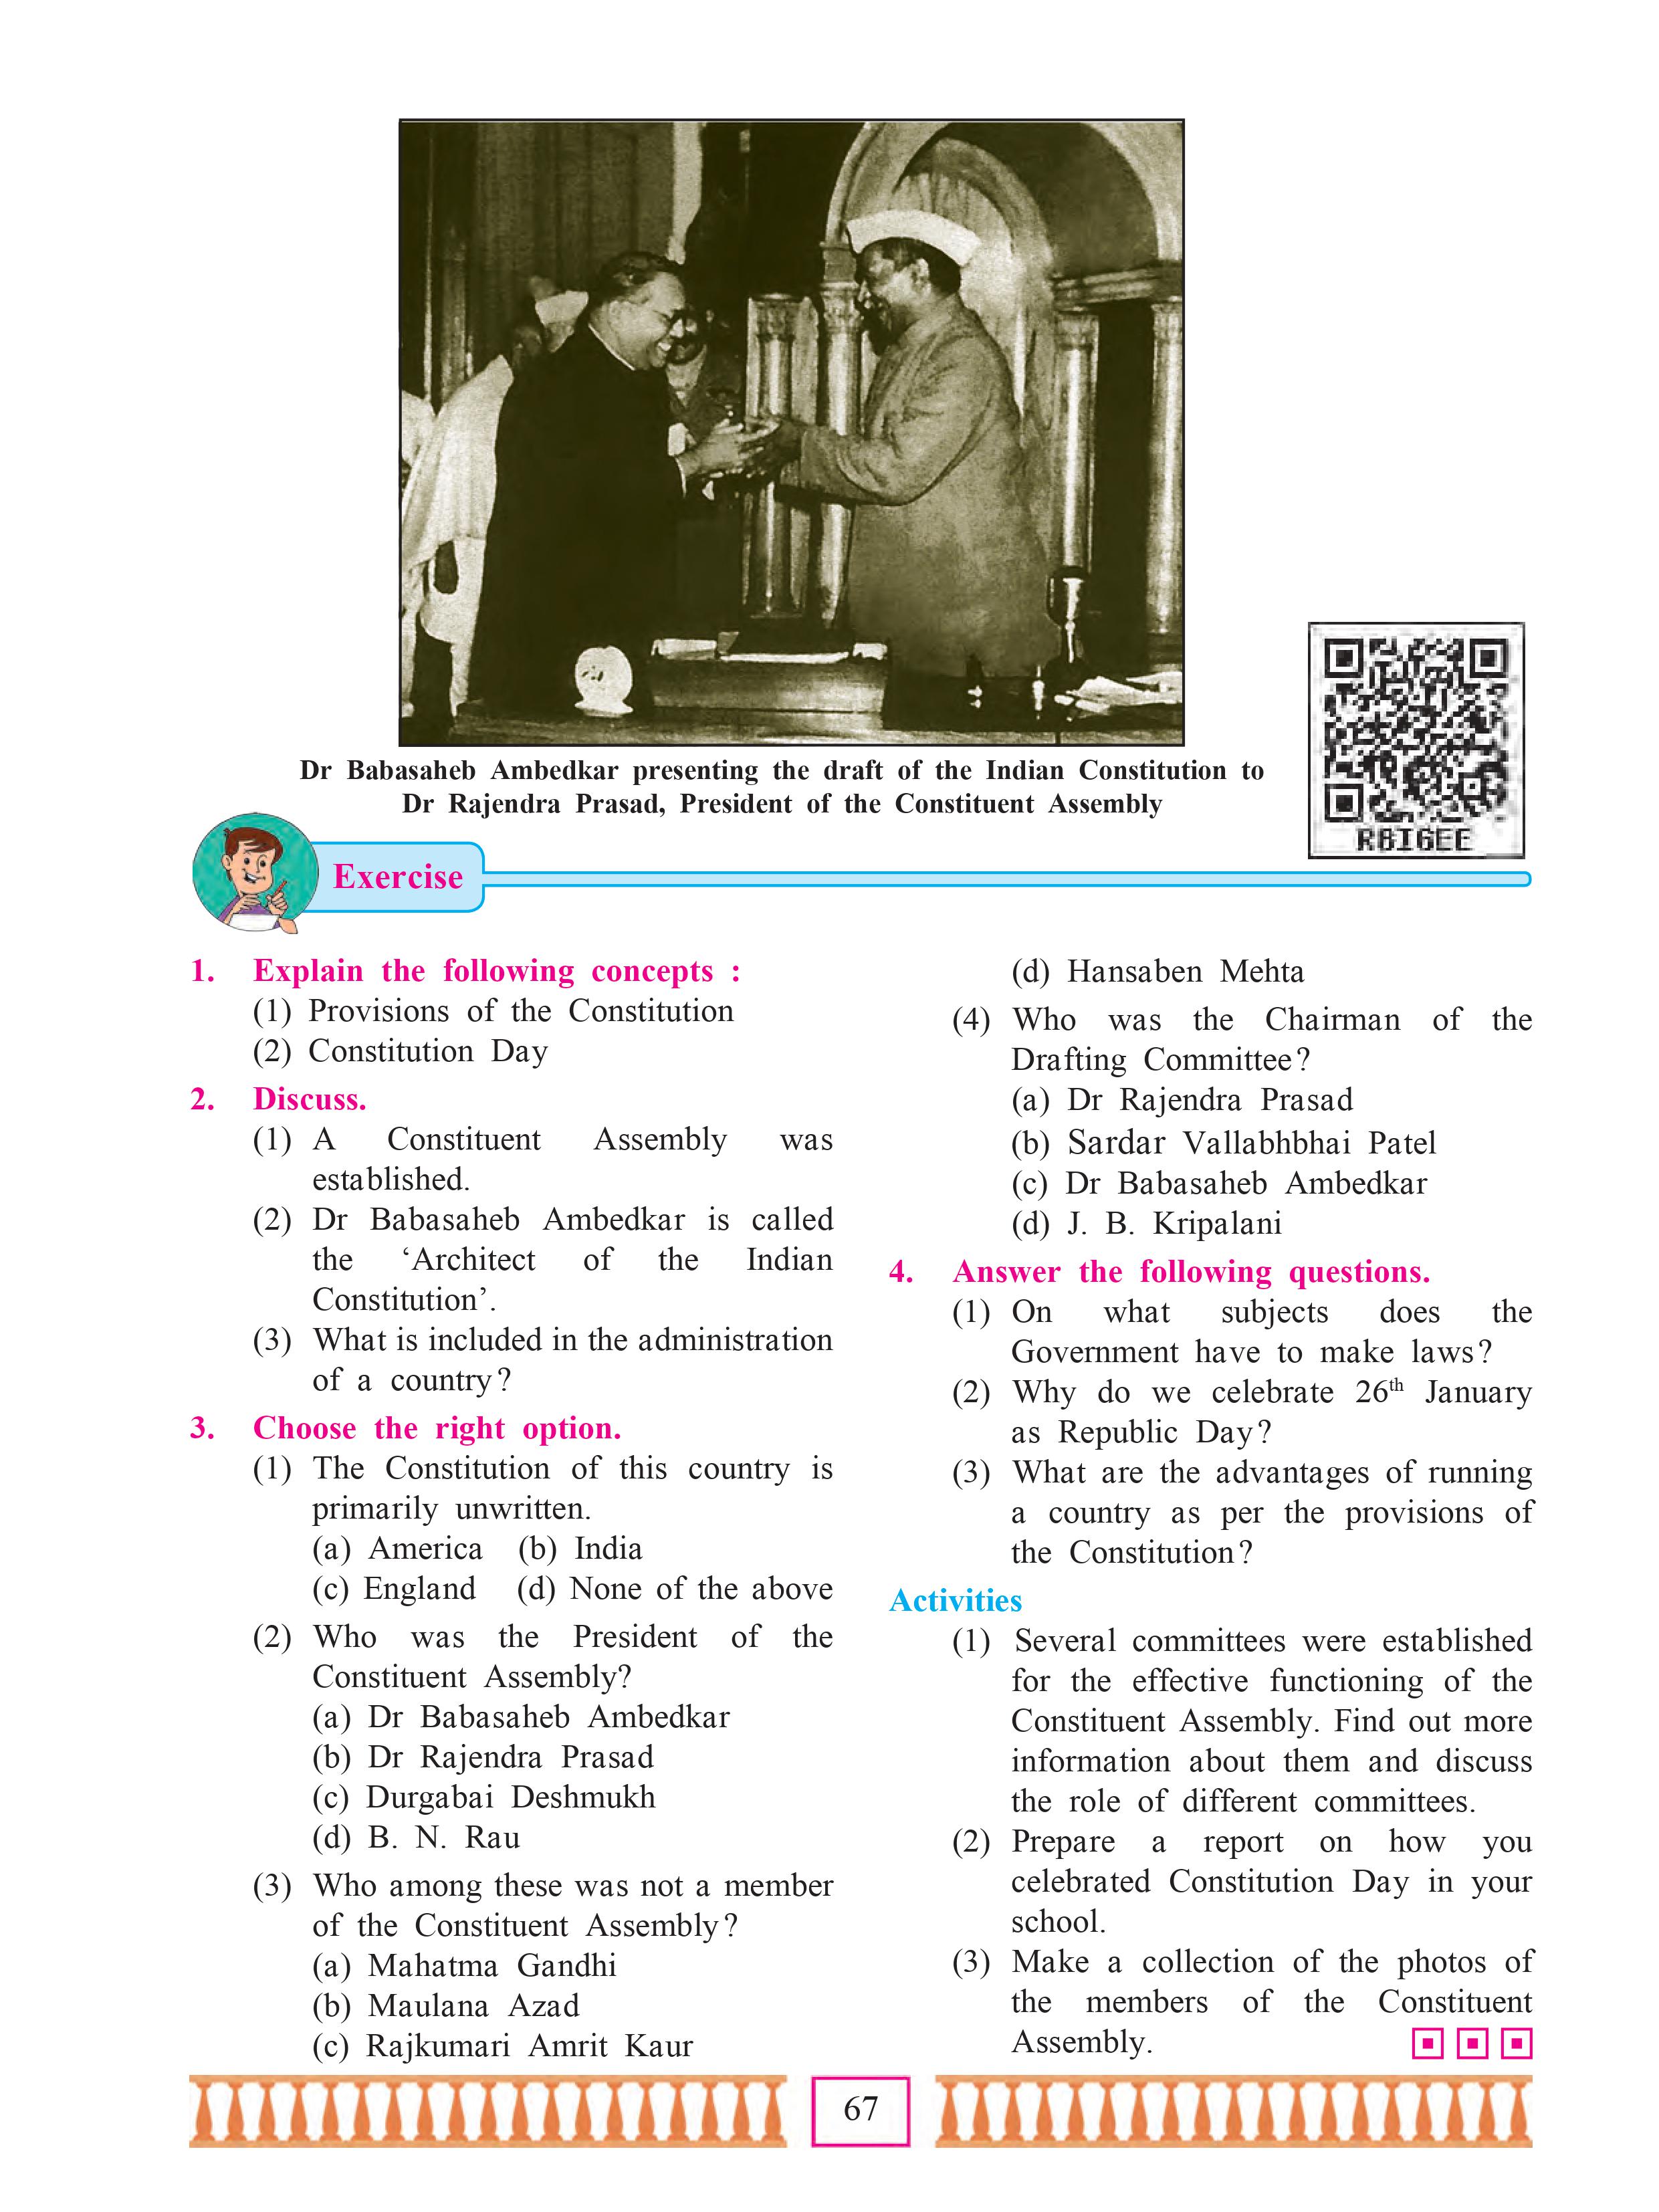 Dr Babasaheb Ambedkar presenting the draft of the Indian Constitution to
Dr Rajendra Prasad, President of the Constituent Assembly
RBI6EE
Exercise
1. Explain the following concepts :
(1) Provisions of the Constitution
(2) Constitution Day
2. Discuss.
(1) A Constituent Assembly was
established.
(2) Dr Babasaheb Ambedkar is called
the ‘Architect of the Indian
Constitution’.
(3) What is included in the administration
of a country?
3. Choose the right option.
(1) The Constitution of this country is
primarily unwritten.
(a) America (b) India
(c) England (d) None of the above
(2) Who was the President of the
Constituent Assembly?
(a) Dr Babasaheb Ambedkar
(b) Dr Rajendra Prasad
(c) Durgabai Deshmukh
(d) B. N. Rau
(3) Who among these was not a member
of the Constituent Assembly?
(a) Mahatma Gandhi
(b) Maulana Azad
(c) Rajkumari Amrit Kaur
(d) Hansaben Mehta
(4) Who was the Chairman of the
Drafting Committee?
(a) Dr Rajendra Prasad
(b) Sardar Vallabhbhai Patel
(c) Dr Babasaheb Ambedkar
(d) J. B. Kripalani
4. Answer the following questions.
(1) On what subjects does the
Government have to make laws?
(2) Why do we celebrate 26th January
as Republic Day?
(3) What are the advantages of running
a country as per the provisions of
the Constitution?
Activities
(1) Several committees were established
for the effective functioning of the
Constituent Assembly. Find out more
information about them and discuss
the role of different committees.
(2) Prepare a report on how you
celebrated Constitution Day in your
school.
(3) Make a collection of the photos of
the members of the Constituent
Assembly.
67